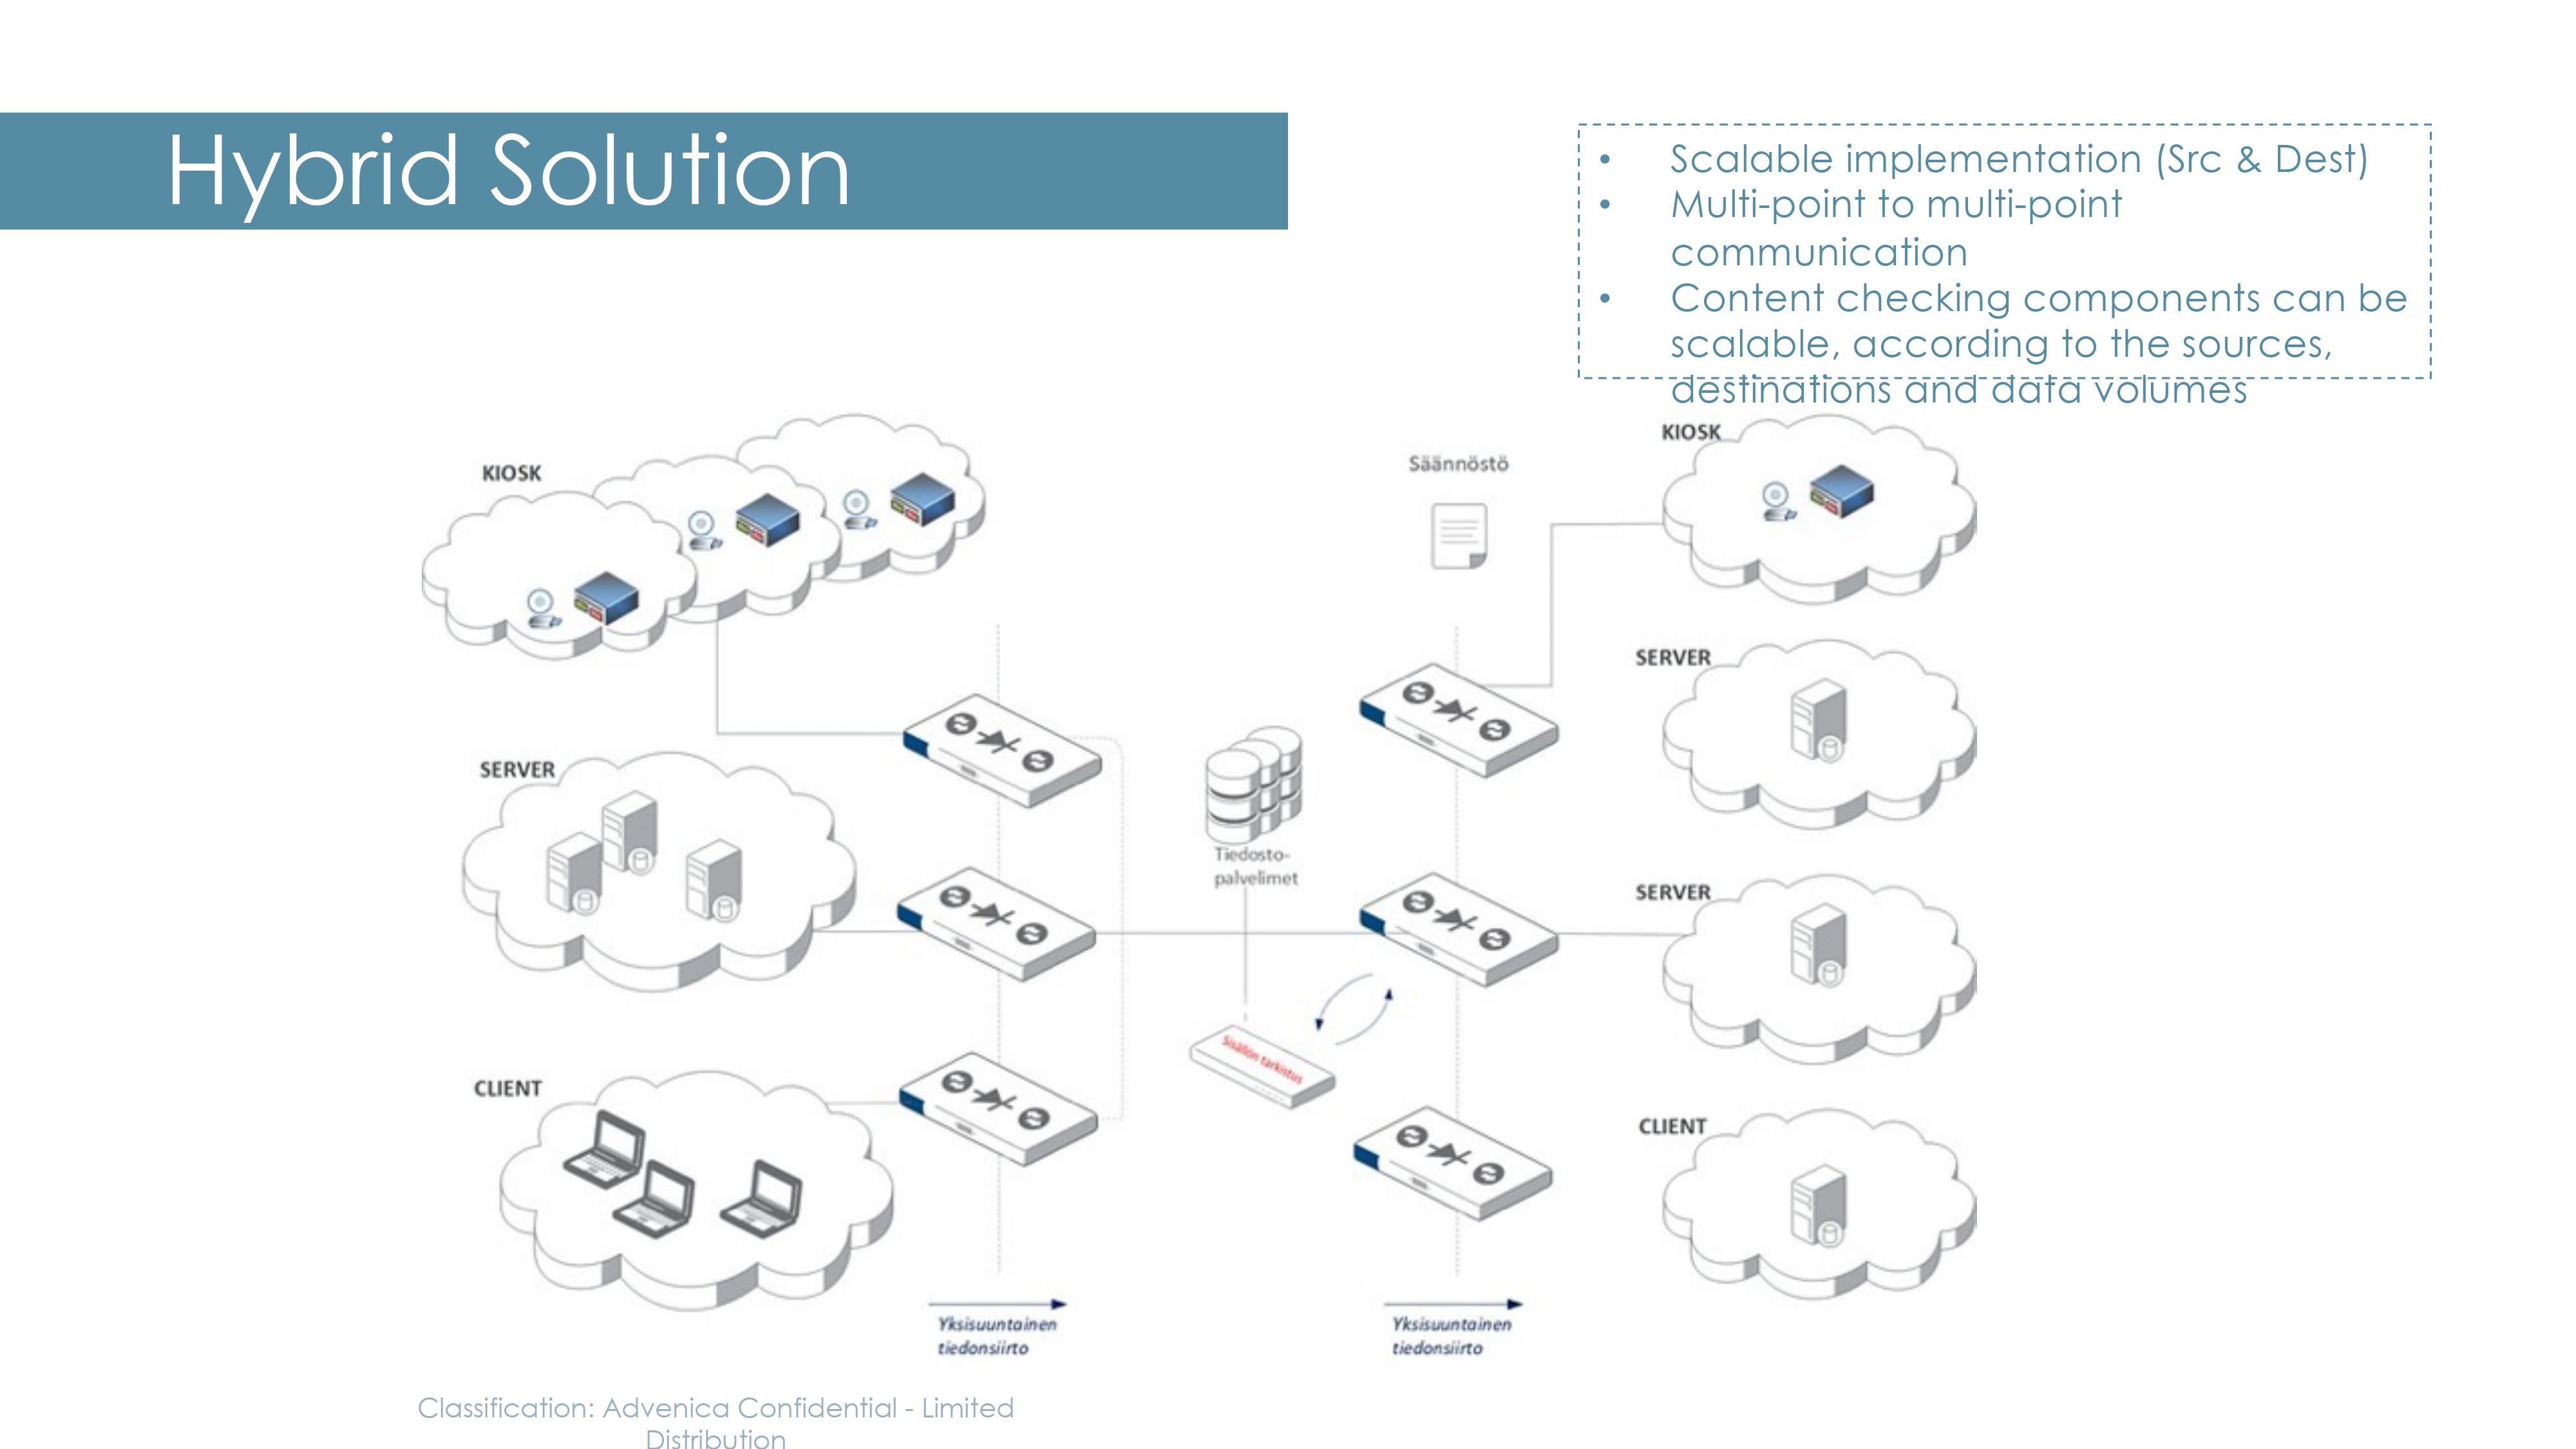 Hybrid Solution
• Scalable implementation (Src & Dest)
• Multi-point to multi-point
communication
• Content checking components can be
scalable, according to the sources,
destinations and data volumes
KIOSK
Säännöstö
KIOSK
SERVER
SERVER
Tiedosto-
palvelimet
SERVER
Sisällön tarkistus
CLIENT
CLIENT
Yksisuuntainen
tiedonsiirto
Yksisuuntainen
tiedonsiirto
Classification: Advenica Confidential - Limited
Distribution